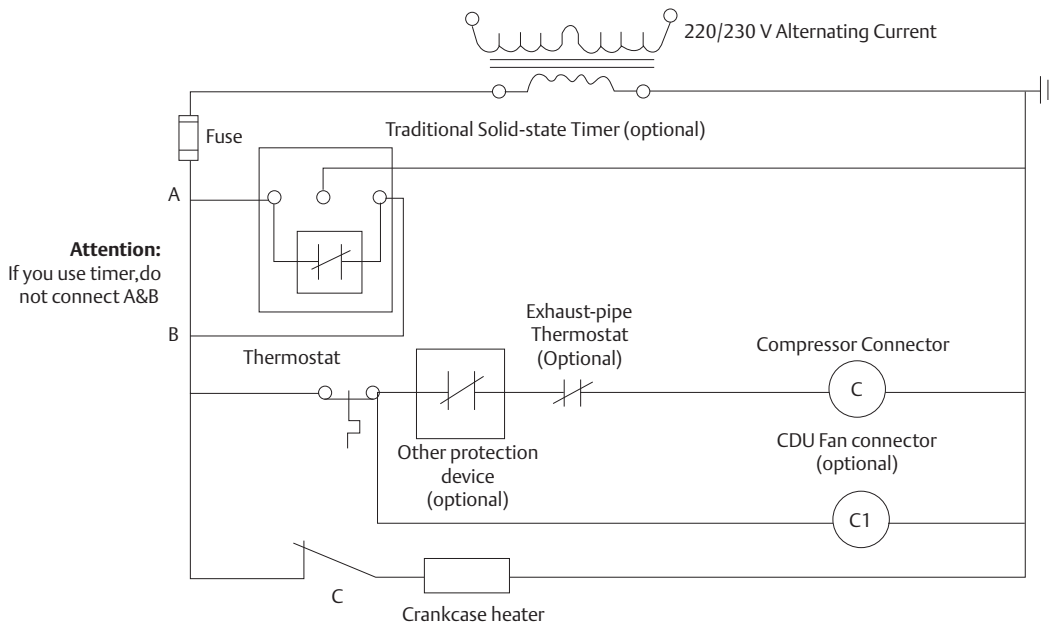 220/230 V Alternating Current
Fuse
Traditional Solid-state Timer (optional)
A
Attention:
If you use timer,do
not connect A&B
B
Thermostat
Exhaust-pipe
Thermostat
(Optional)
Compressor Connector
C
Other protection
device
(optional)
CDU Fan connector
(optional)
C1
C
Crankcase heater